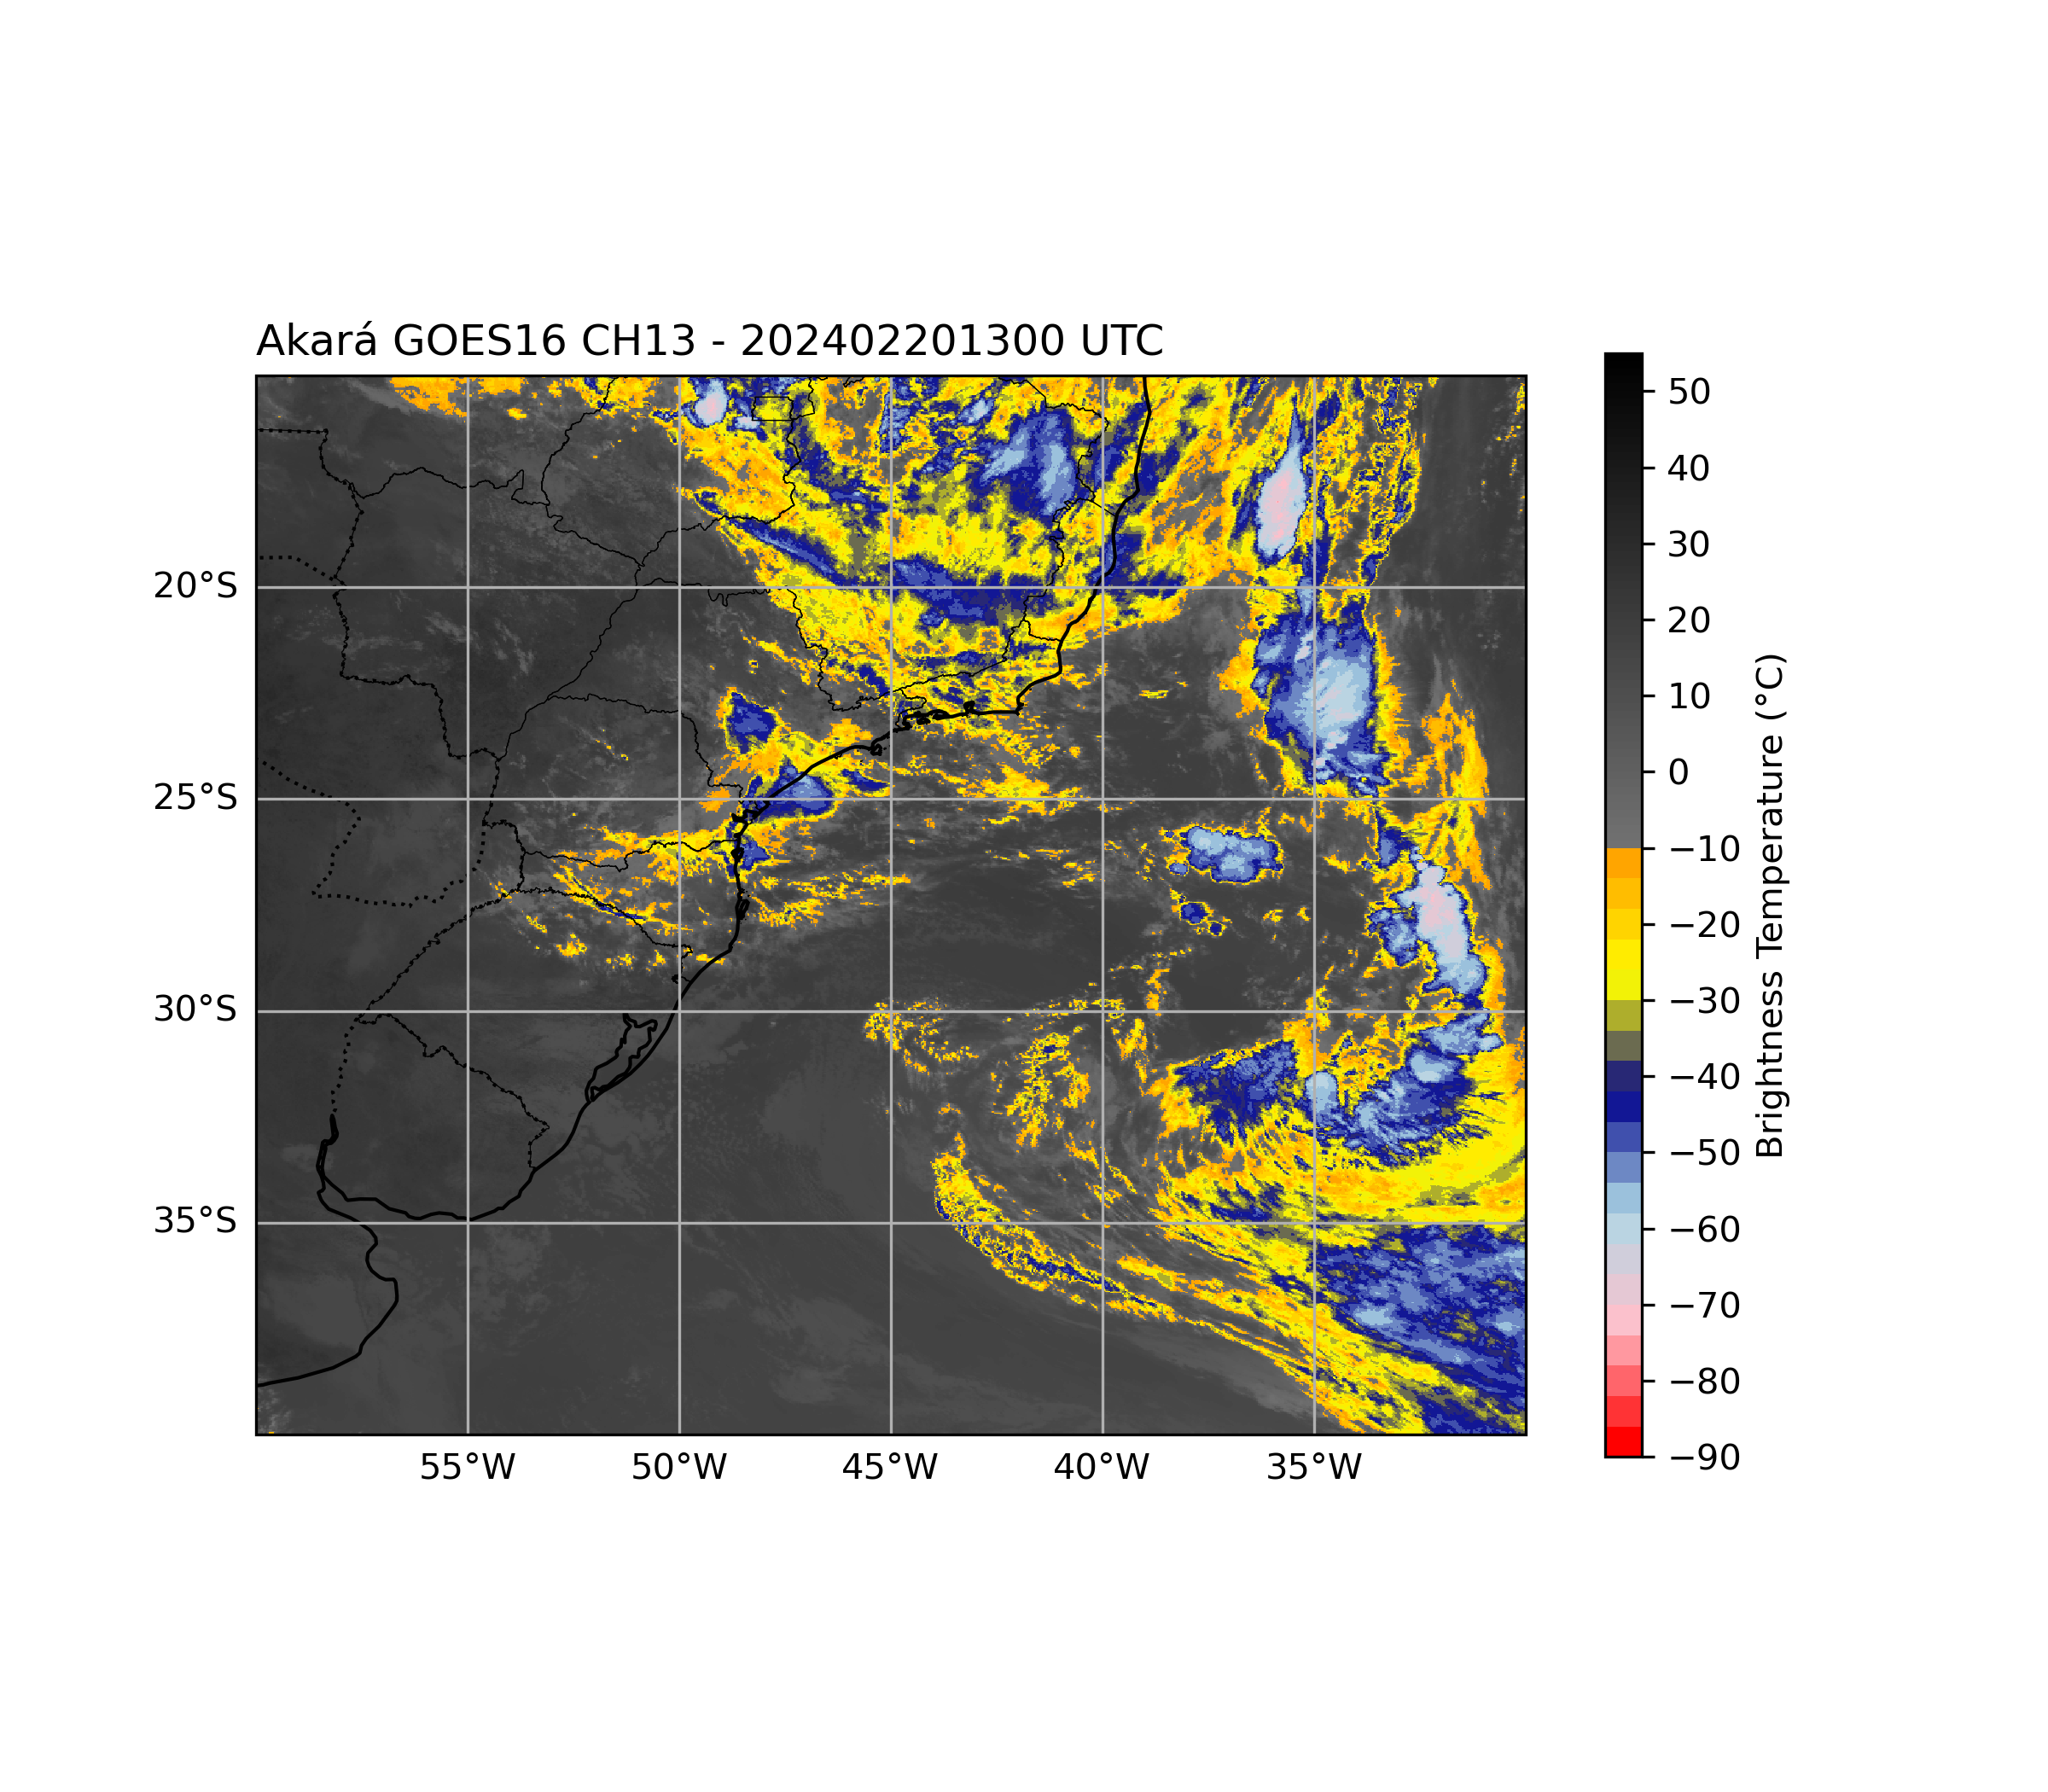 Akará GOES16 CH13 - 202402201300 UTC
20°S
25°S
30°S
35°S
55°W
50°W
45°W
40°W
35°W
50
40
30
20
10
0
−10
−20
−30
−40
−50
−60
−70
−80
−90
Brightness Temperature (°C)